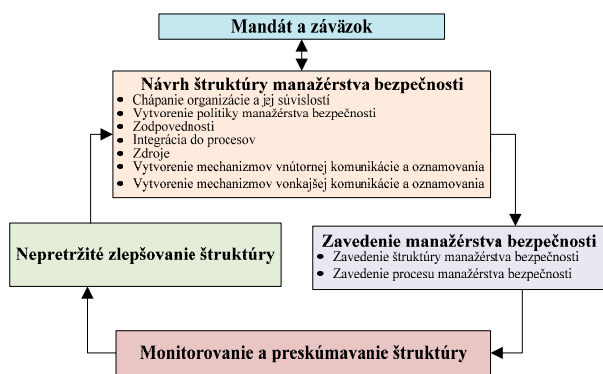 Mandát a záväzok
Návrh štruktúry manažérstva bezpečnosti
• Chápanie organizácie a jej súvislostí
• Vytvorenie politiky manažérstva bezpečnosti
• Zodpovednosti
• Integrácia do procesov
• Zdroje
• Vytvorenie mechanizmov vnútornej komunikácie a oznamovania
• Vytvorenie mechanizmov vonkajšej komunikácie a oznamovania
Zavedenie manažérstva bezpečnosti
• Zavedenie štruktúry manažérstva bezpečnosti
• Zavedenie procesu manažérstva bezpečnosti
Monitorovanie a preskúmavanie štruktúry
Nepretržité zlepšovanie štruktúry